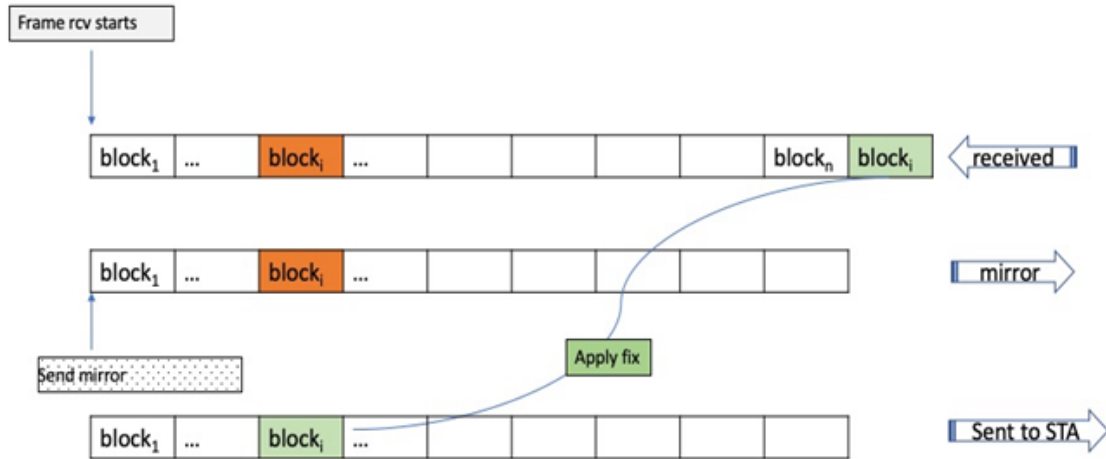 Frame rcv starts
block₁ ... blockᵢ ... blockₙ blockᵢ received
block₁ ... blockᵢ ... mirror
Apply fix
Send mirror
block₁ ... blockᵢ ... Sent to STA